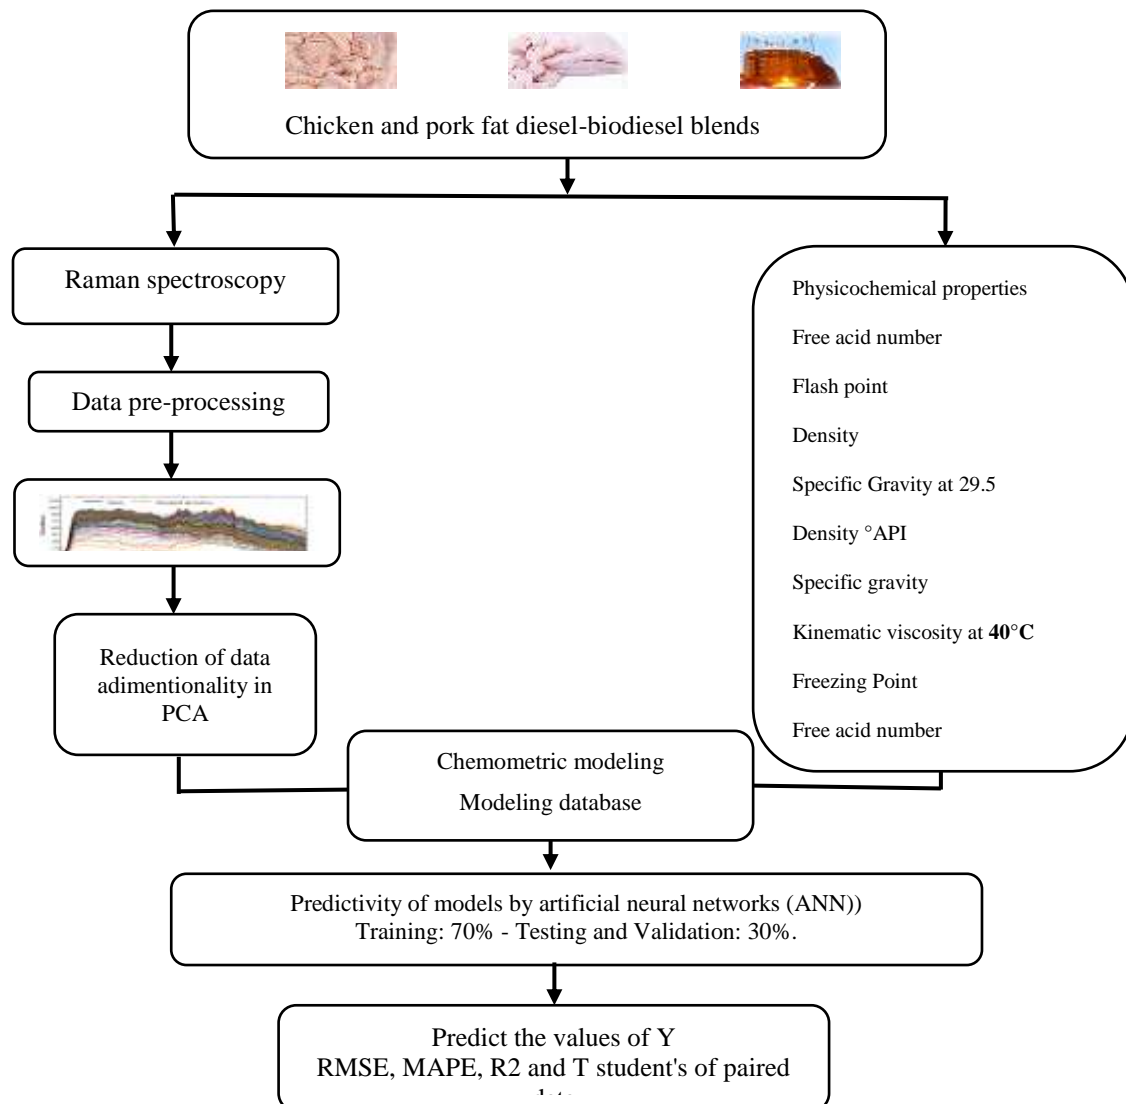 Chicken and pork fat diesel-biodiesel blends
Raman spectroscopy
Data pre-processing
Reduction of data
adimentionality in
PCA
Physicochemical properties
Free acid number
Flash point
Density
Specific Gravity at 29.5
Density °API
Specific gravity
Kinematic viscosity at 40°C
Freezing Point
Free acid number
Chemometric modeling
Modeling database
Predictivity of models by artificial neural networks (ANN))
Training: 70% - Testing and Validation: 30%.
Predict the values of Y
RMSE, MAPE, R2 and T student's of paired